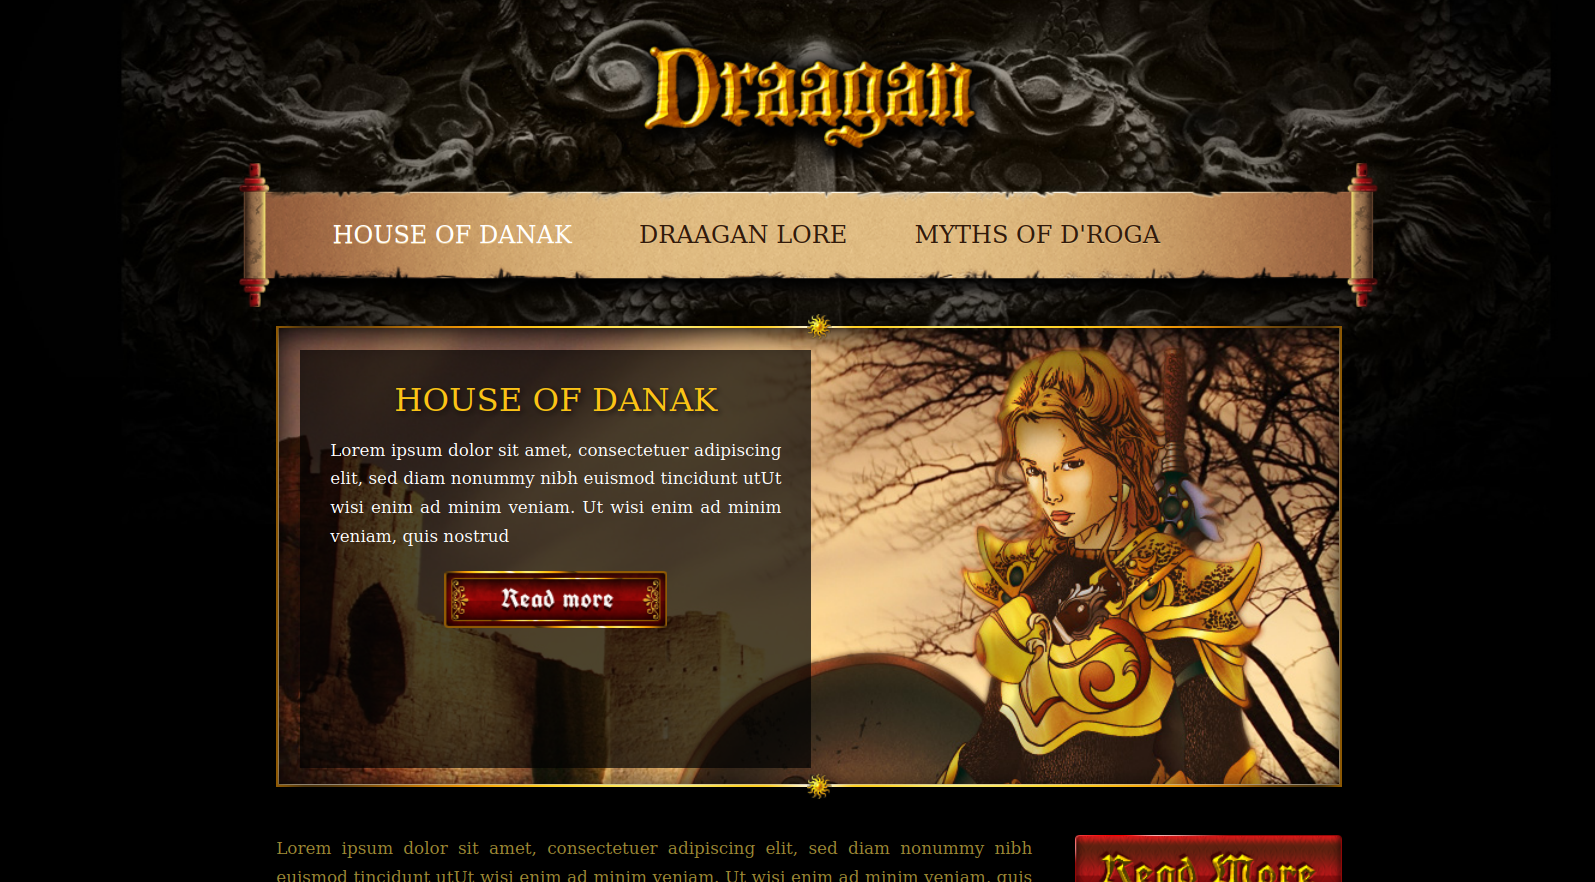 Draagan
HOUSE OF DANAK
DRAAGAN LORE
MYTHS OF D'ROGA
HOUSE OF DANAK
Lorem ipsum dolor sit amet, consectetuer adipiscing
elit, sed diam nonummy nibh euismod tincidunt utUt
wisi enim ad minim veniam. Ut wisi enim ad minim
veniam, quis nostrud
Read more
Lorem ipsum dolor sit amet, consectetuer adipiscing elit, sed diam nonummy nibh
euismod tincidunt utUt wisi enim ad minim veniam. Ut wisi enim ad minim veniam, quis
Read More